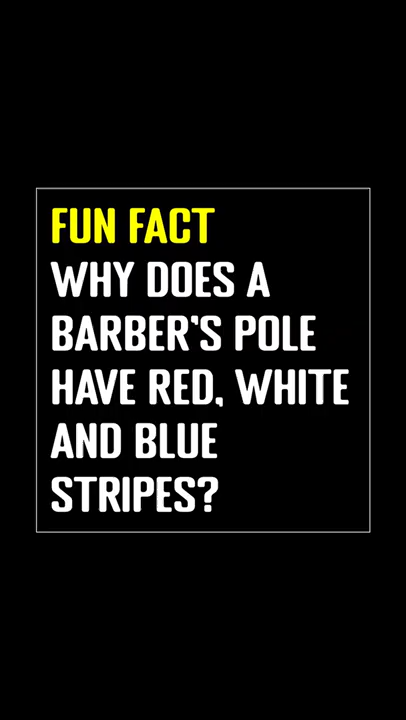 FUN FACT
WHY DOES A
BARBER'S POLE
HAVE RED, WHITE
AND BLUE
STRIPES?